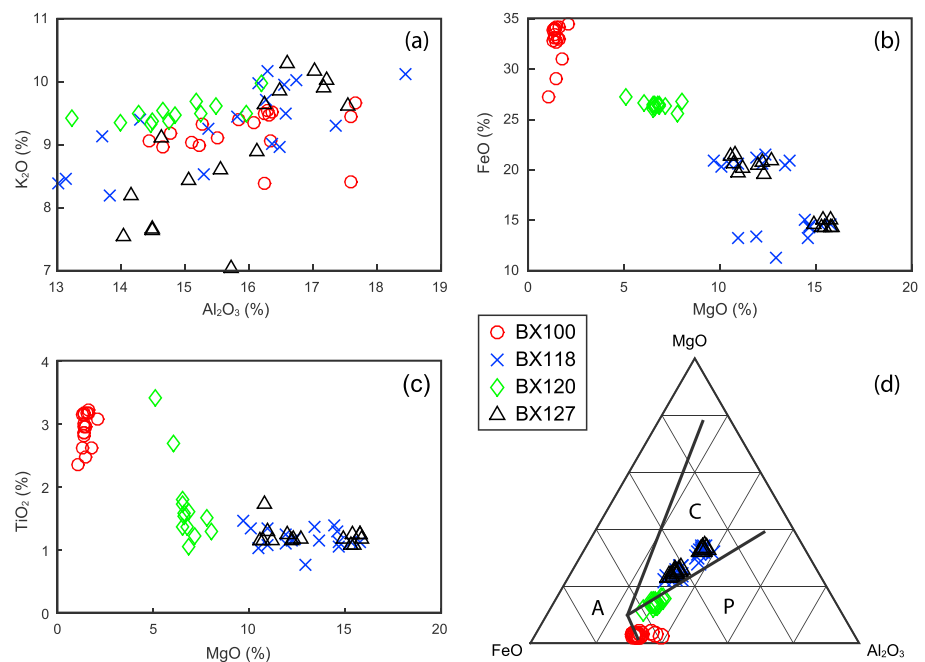 11
10
9
8
7
K₂O (%)
(a)
13 14 15 16 17 18 19
Al₂O₃ (%)
35
30
25
20
15
10
FeO (%)
(b)
0 5 10 15 20
MgO (%)
4
3
2
1
0
TiO₂ (%)
(c)
0 5 10 15 20
MgO (%)
BX100
BX118
BX120
BX127
MgO
(d)
C
A
P
FeO
Al₂O₃